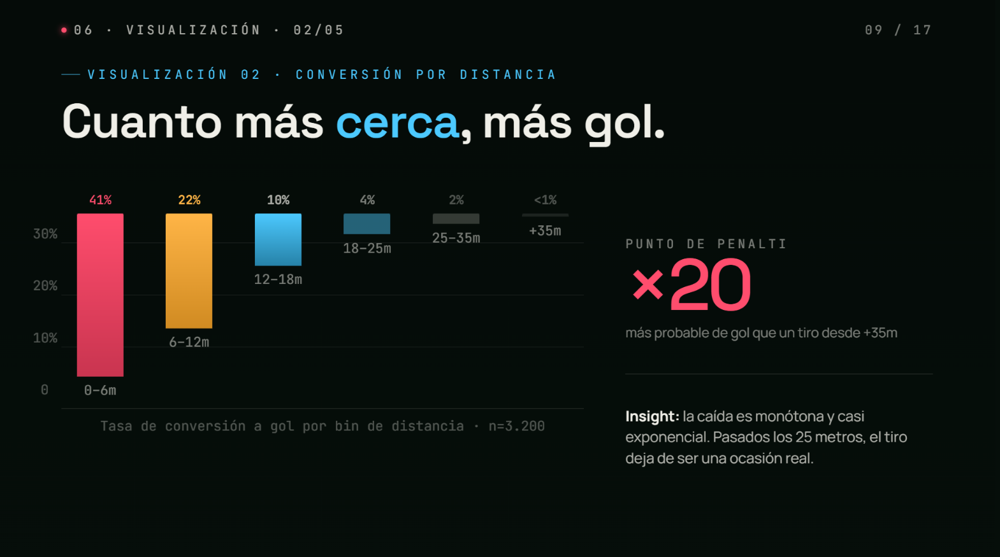 06 · VISUALIZACIÓN · 02/05
09 / 17
VISUALIZACIÓN 02 · CONVERSIÓN POR DISTANCIA
Cuanto más cerca, más gol.
41%
22%
10%
4%
2%
<1%
30%
20%
10%
0
0–6m
6–12m
12–18m
18–25m
25–35m
+35m
Tasa de conversión a gol por bin de distancia · n=3.200
PUNTO DE PENALTI
×20
más probable de gol que un tiro desde +35m
Insight: la caída es monótona y casi
exponencial. Pasados los 25 metros, el tiro
deja de ser una ocasión real.